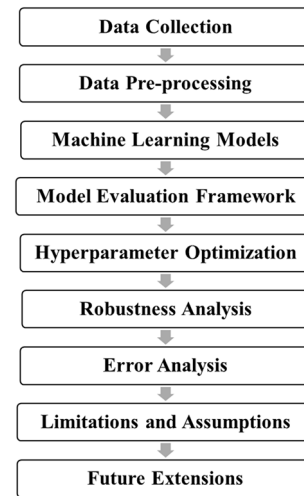 Data Collection
Data Pre-processing
Machine Learning Models
Model Evaluation Framework
Hyperparameter Optimization
Robustness Analysis
Error Analysis
Limitations and Assumptions
Future Extensions